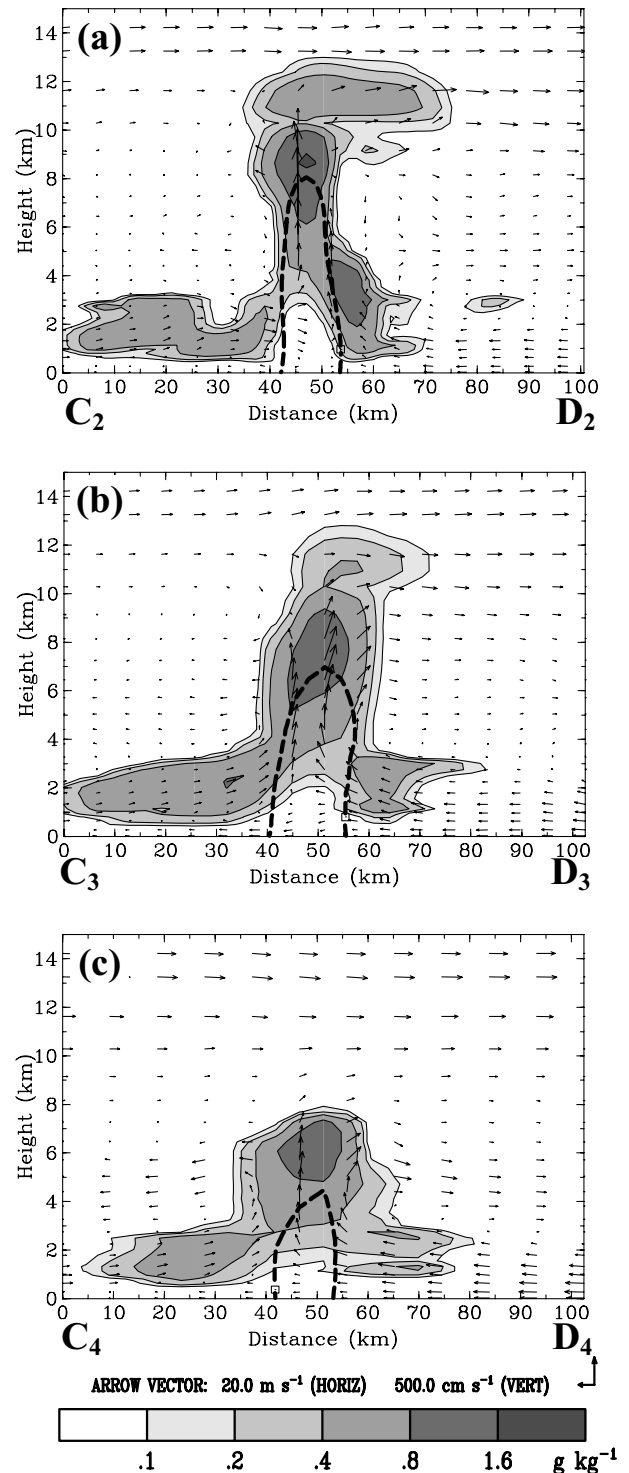 (a)
14
12
10
8
6
4
2
0
Height (km)
0 10 20 30 40 50 60 70 80 90 100
C2 Distance (km) D2
(b)
14
12
10
8
6
4
2
0
Height (km)
0 10 20 30 40 50 60 70 80 90 100
C3 Distance (km) D3
(c)
14
12
10
8
6
4
2
0
Height (km)
0 10 20 30 40 50 60 70 80 90 100
C4 Distance (km) D4
ARROW VECTOR: 20.0 m s⁻¹ (HORIZ) 500.0 cm s⁻¹ (VERT)
.1 .2 .4 .8 1.6 g kg⁻¹